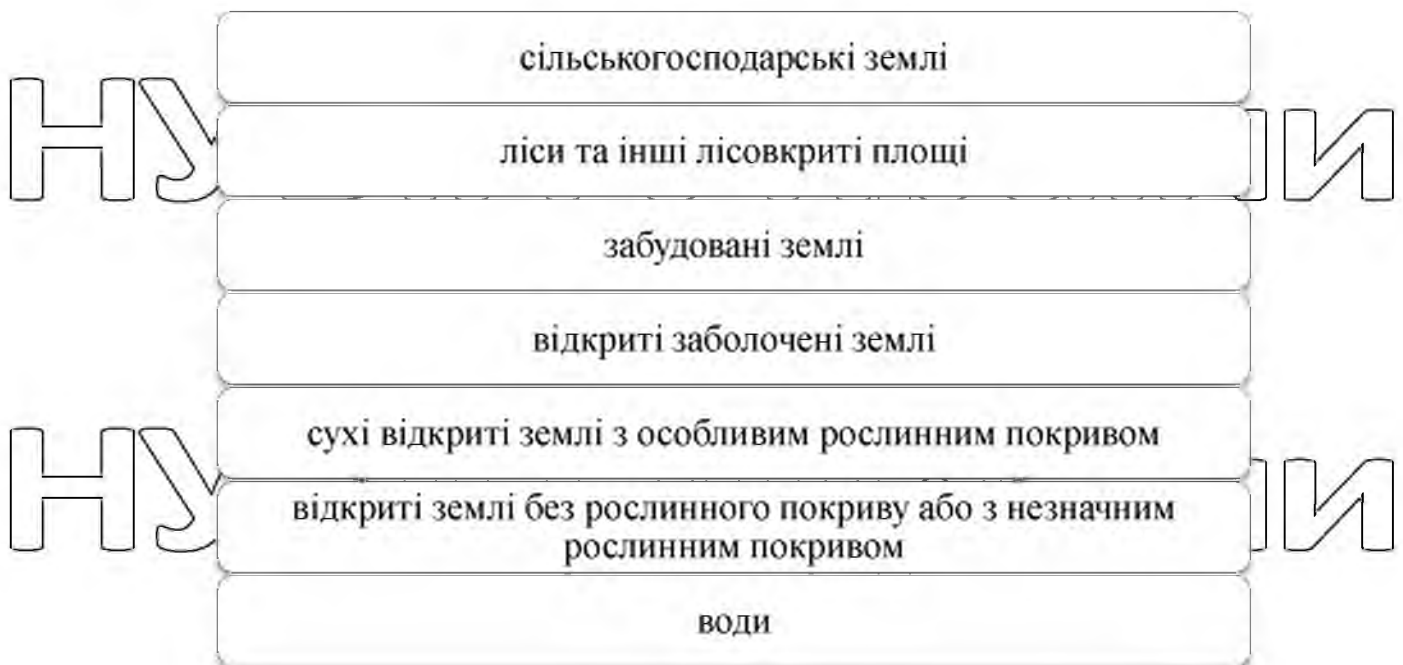 сільськогосподарські землі
ліси та інші лісовкриті площі
забудовані землі
відкриті заболочені землі
сухі відкриті землі з особливим рослинним покривом
відкриті землі без рослинного покриву або з незначним
рослинним покривом
води